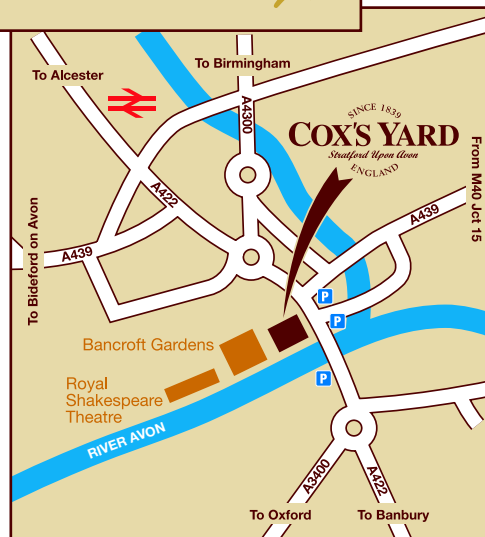 To Birmingham
To Alcester
A4300
SINCE 1839
COX'S YARD
Stratford Upon Avon
ENGLAND
From M40 Jct 15
A422
A439
To Bideford on Avon
A439
P
P
Bancroft Gardens
P
Royal
Shakespeare
Theatre
RIVER AVON
A3400
A422
To Oxford
To Banbury